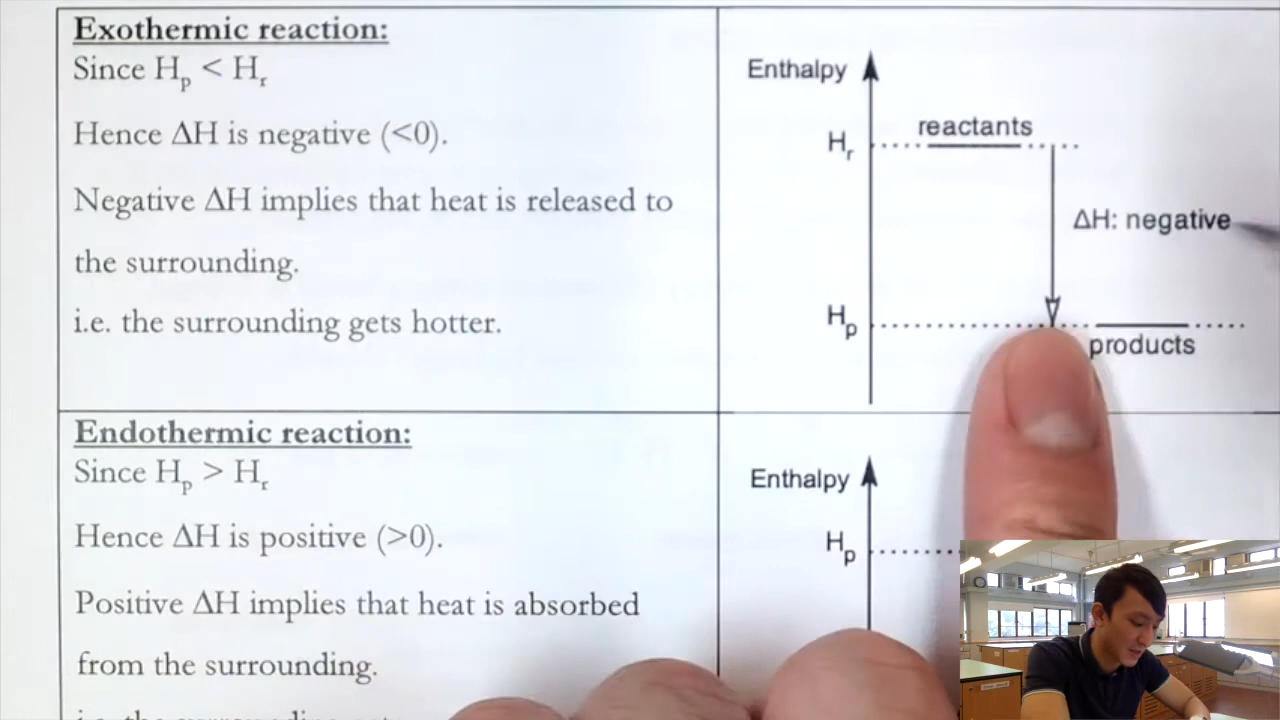 Exothermic reaction:
Since Hp < Hr
Hence ΔH is negative (<0).
Negative ΔH implies that heat is released to
the surrounding.
i.e. the surrounding gets hotter.
Enthalpy
Hr
reactants
ΔH: negative
Hp
products
Endothermic reaction:
Since Hp > Hr
Hence ΔH is positive (>0).
Positive ΔH implies that heat is absorbed
from the surrounding.
Enthalpy
Hp